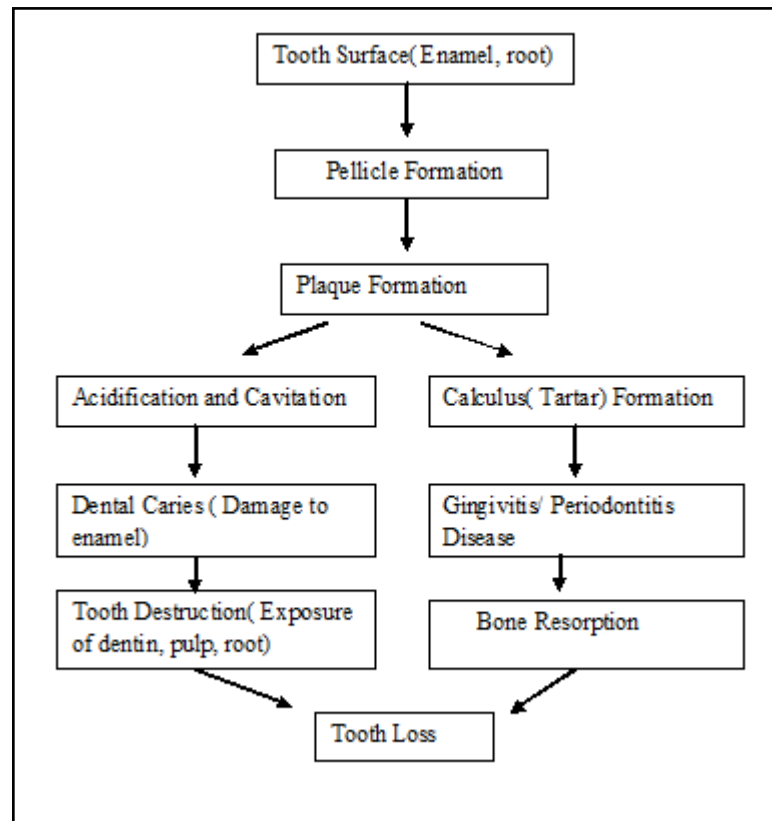 Tooth Surface( Enamel, root)
Pellicle Formation
Plaque Formation
Acidification and Cavitation
Calculus( Tartar) Formation
Dental Caries ( Damage to
enamel)
Gingivitis/ Periodontitis
Disease
Tooth Destruction( Exposure
of dentin, pulp, root)
Bone Resorption
Tooth Loss